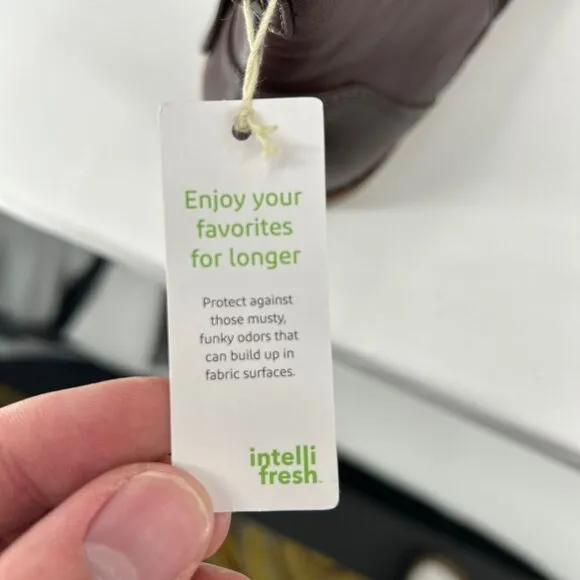 Enjoy your
favorites
for longer
Protect against
those musty,
funky odors that
can build up in
fabric surfaces.
intelli
fresh™